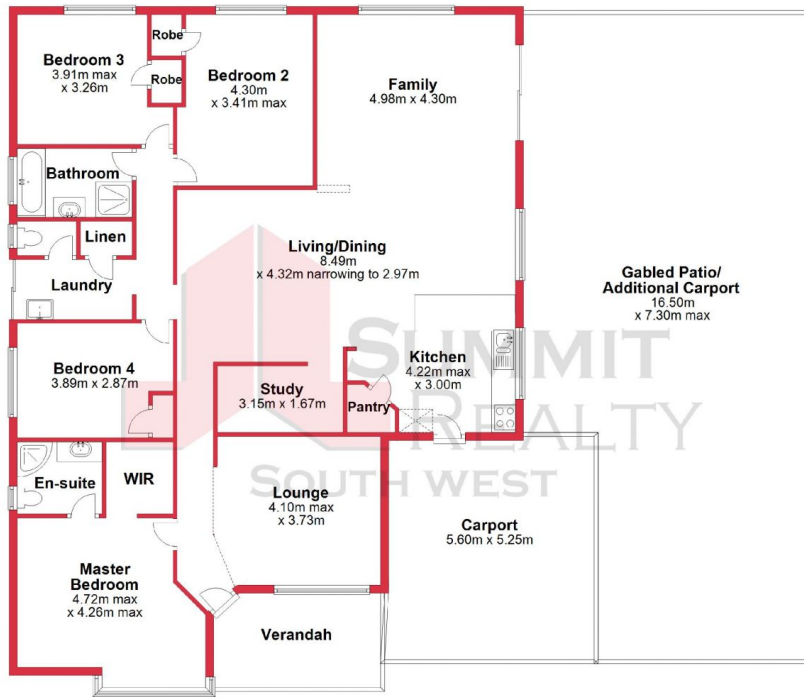 Robe
Bedroom 3
3.91m max
x 3.26m
Robe
Bedroom 2
4.30m
x 3.41m max
Family
4.98m x 4.30m
Bathroom
Linen
Laundry
Living/Dining
8.49m
x 4.32m narrowing to 2.97m
Gabled Patio/
Additional Carport
16.50m
x 7.30m max
SUMMIT
REALTY
SOUTH WEST
Kitchen
4.22m max
x 3.00m
Bedroom 4
3.89m x 2.87m
Study
3.15m x 1.67m
Pantry
En-suite
WIR
Lounge
4.10m max
x 3.73m
Carport
5.60m x 5.25m
Master
Bedroom
4.72m max
x 4.26m max
Verandah